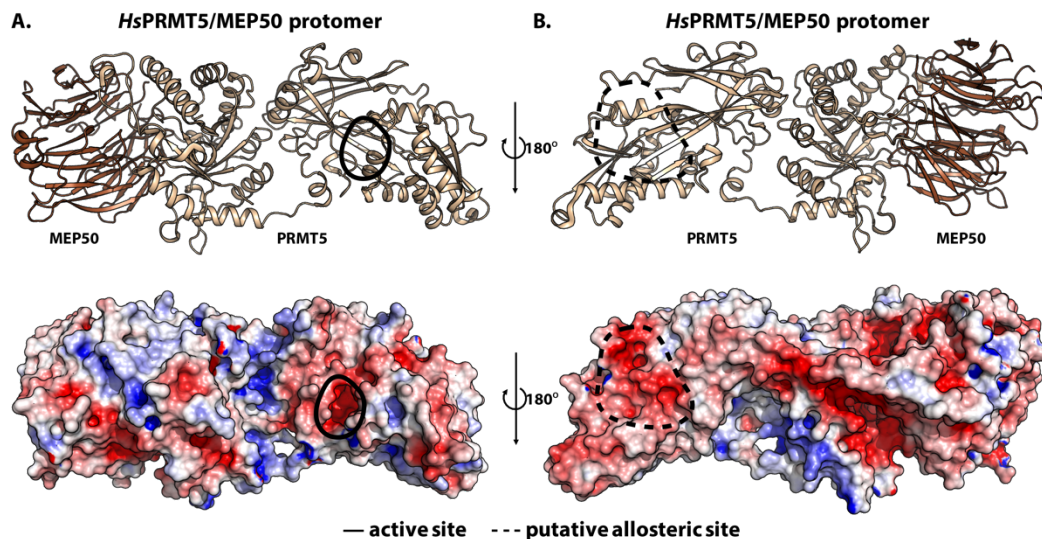 A. HsPRMT5/MEP50 protomer
B. HsPRMT5/MEP50 protomer
180°
MEP50 PRMT5
PRMT5 MEP50
180°
— active site --- putative allosteric site